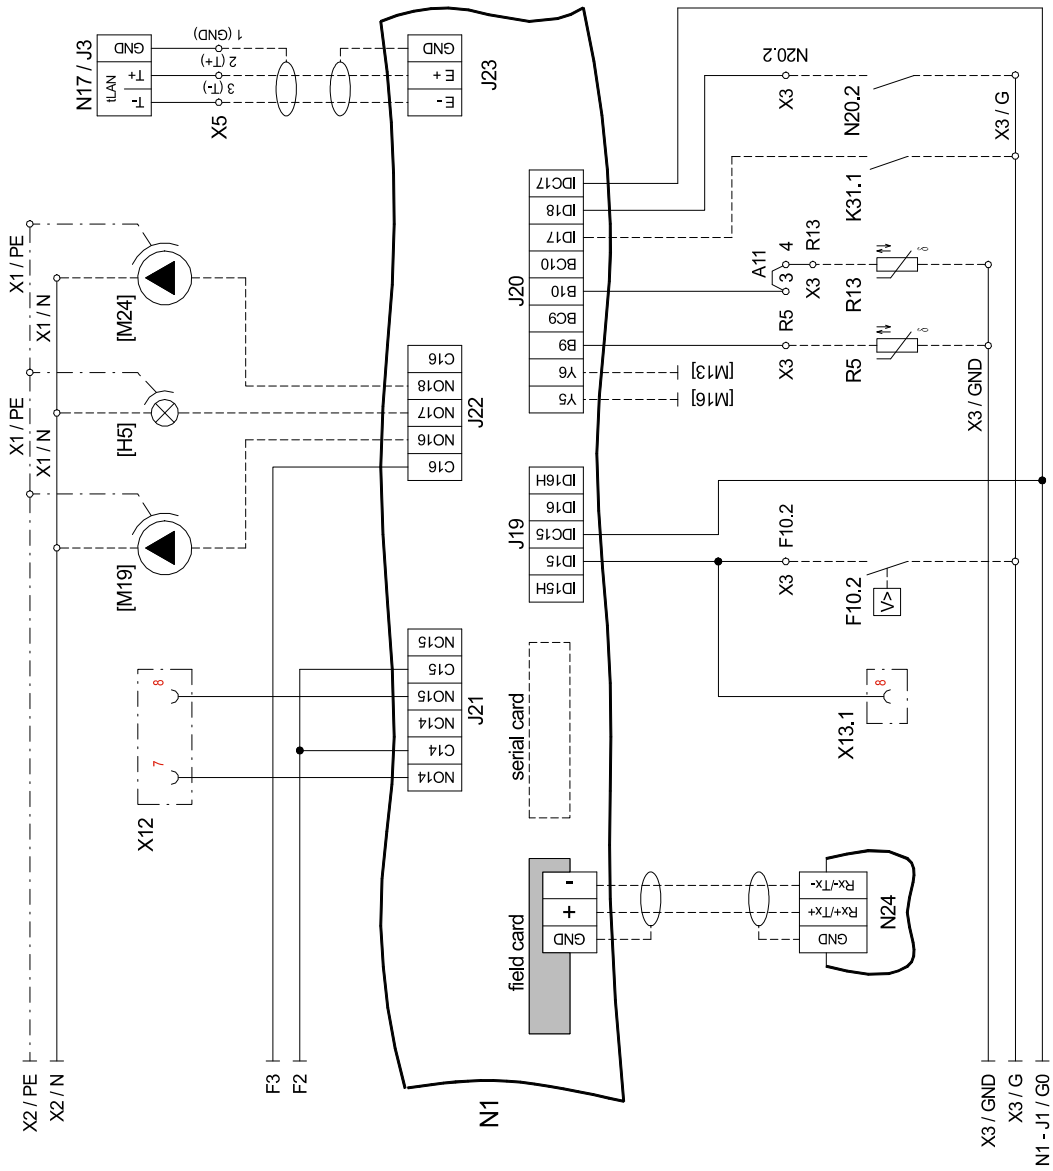 N17 / J3
tLAN
GND
T+
T-
1 (GND)
2 (T+)
3 (T-)
X5
GND
E+
E-
J23
X1 / PE
X1 / N
[M24]
X1 / PE
X1 / N
[H5]
[M19]
C16
NO18
NO17
NO16
C16
J22
X12
8
7
NC15
C15
NO15
NC14
C14
NO14
J21
X2 / PE
X2 / N
F3
F2
N1
J20
IDC17
ID18
ID17
BC10
B10
BC9
B9
Y6
Y5
[M13]
[M16]
N20.2
X3
N20.2
X3 / G
K31.1
A11
3
4
R13
X3
R13
δ
R5
X3
R5
δ
X3 / GND
J19
ID16H
ID16
IDC15
ID15
ID15H
F10.2
X3
F10.2
V>
X13.1
8
serial card
field card
-
+
GND
Rx-/Tx-
Rx+/Tx+
GND
N24
X3 / GND
X3 / G
N1 - J1 / G0